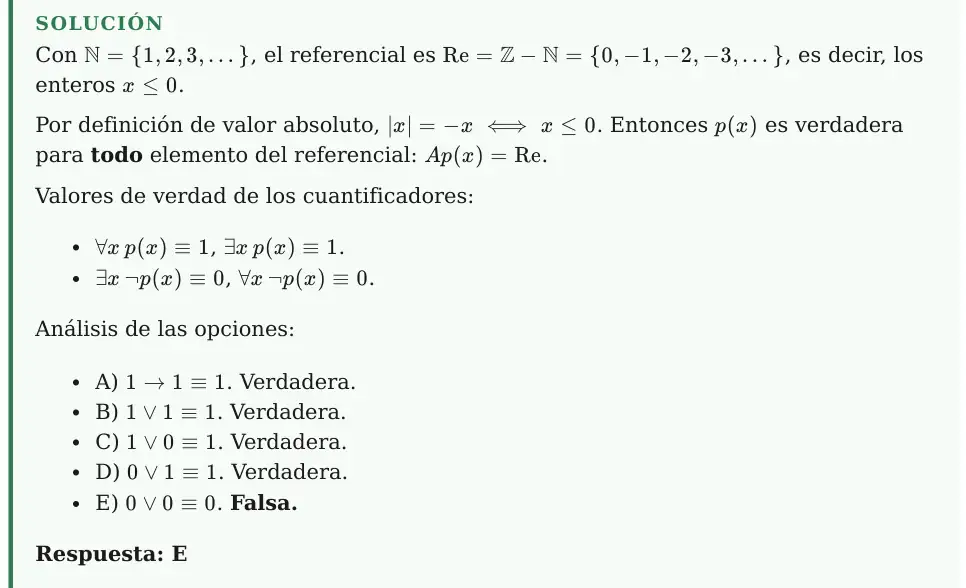 SOLUCIÓN
Con ℕ = {1, 2, 3, …}, el referencial es Re = ℤ − ℕ = {0, −1, −2, −3, …}, es decir, los
enteros x ≤ 0.
Por definición de valor absoluto, |x| = −x ⟺ x ≤ 0. Entonces p(x) es verdadera
para todo elemento del referencial: Ap(x) = Re.
Valores de verdad de los cuantificadores:
• ∀x p(x) ≡ 1, ∃x p(x) ≡ 1.
• ∃x ¬p(x) ≡ 0, ∀x ¬p(x) ≡ 0.
Análisis de las opciones:
• A) 1 → 1 ≡ 1. Verdadera.
• B) 1 ∨ 1 ≡ 1. Verdadera.
• C) 1 ∨ 0 ≡ 1. Verdadera.
• D) 0 ∨ 1 ≡ 1. Verdadera.
• E) 0 ∨ 0 ≡ 0. Falsa.
Respuesta: E